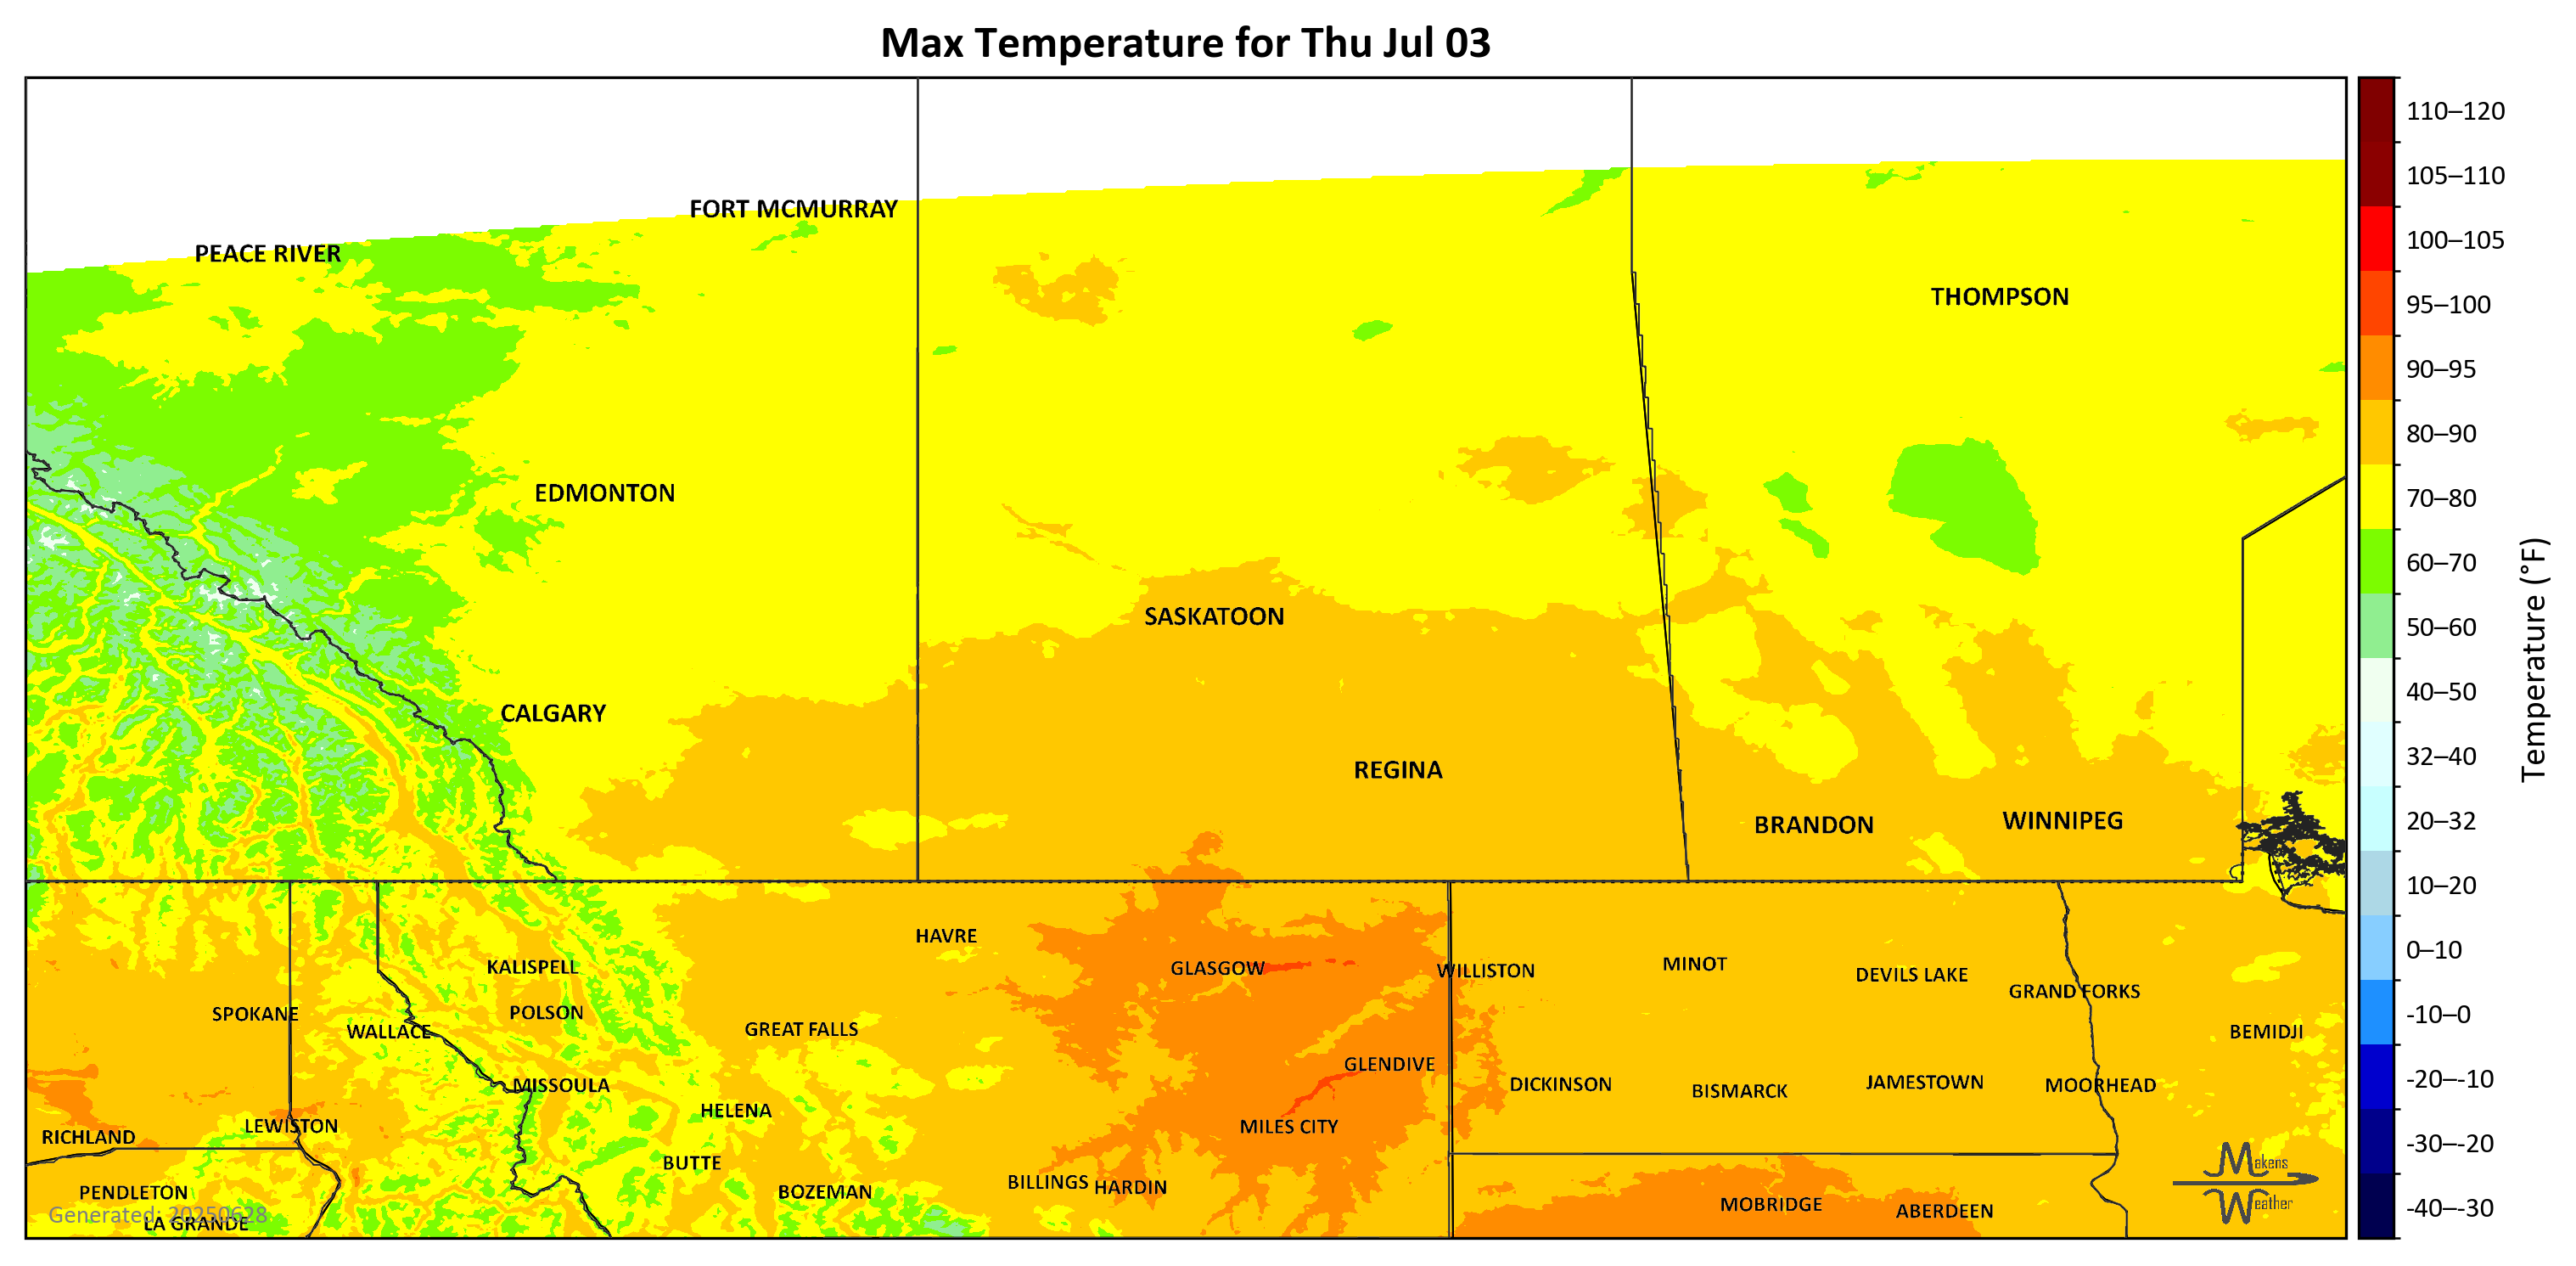 Max Temperature for Thu Jul 03
FORT MCMURRAY
PEACE RIVER
THOMPSON
EDMONTON
SASKATOON
CALGARY
REGINA
BRANDON
WINNIPEG
HAVRE
KALISPELL
GLASGOW
WILLISTON
MINOT
DEVILS LAKE
GRAND FORKS
SPOKANE
POLSON
WALLACE
GREAT FALLS
BEMIDJI
GLENDIVE
MISSOULA
DICKINSON
BISMARCK
JAMESTOWN
MOORHEAD
HELENA
LEWISTON
MILES CITY
RICHLAND
BUTTE
BILLINGS
HARDIN
PENDLETON
BOZEMAN
MOBRIDGE
ABERDEEN
Generated: 20250628
LA GRANDE
Makens
Weather
110–120
105–110
100–105
95–100
90–95
80–90
70–80
60–70
50–60
40–50
32–40
20–32
10–20
0–10
-10–0
-20–-10
-30–-20
-40–-30
Temperature (°F)